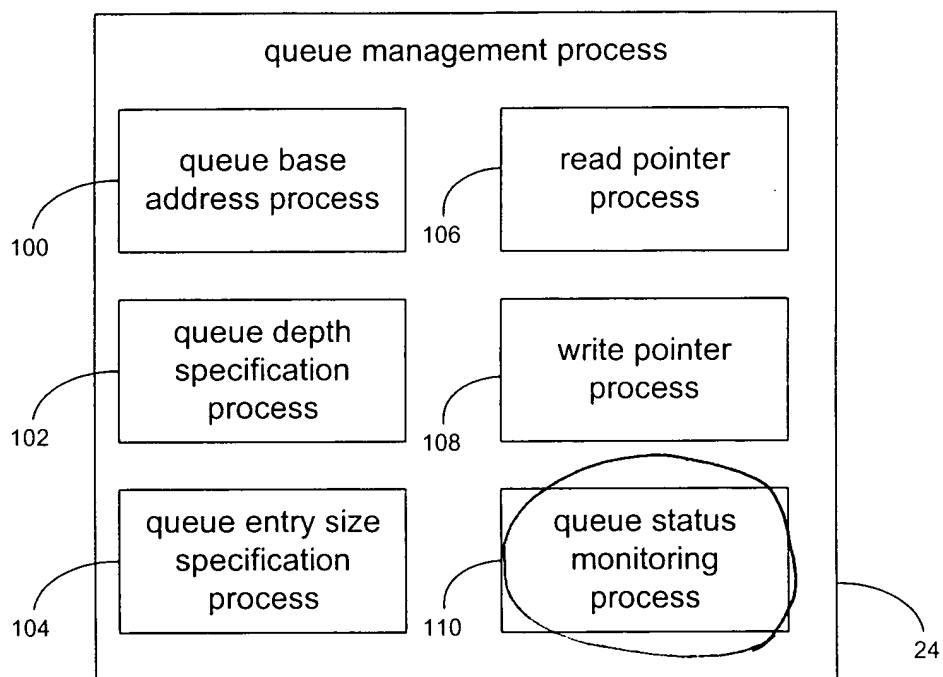 queue management process
queue base
address process
100
read pointer
process
106
queue depth
specification
process
102
write pointer
process
108
queue entry size
specification
process
104
queue status
monitoring
process
110
24